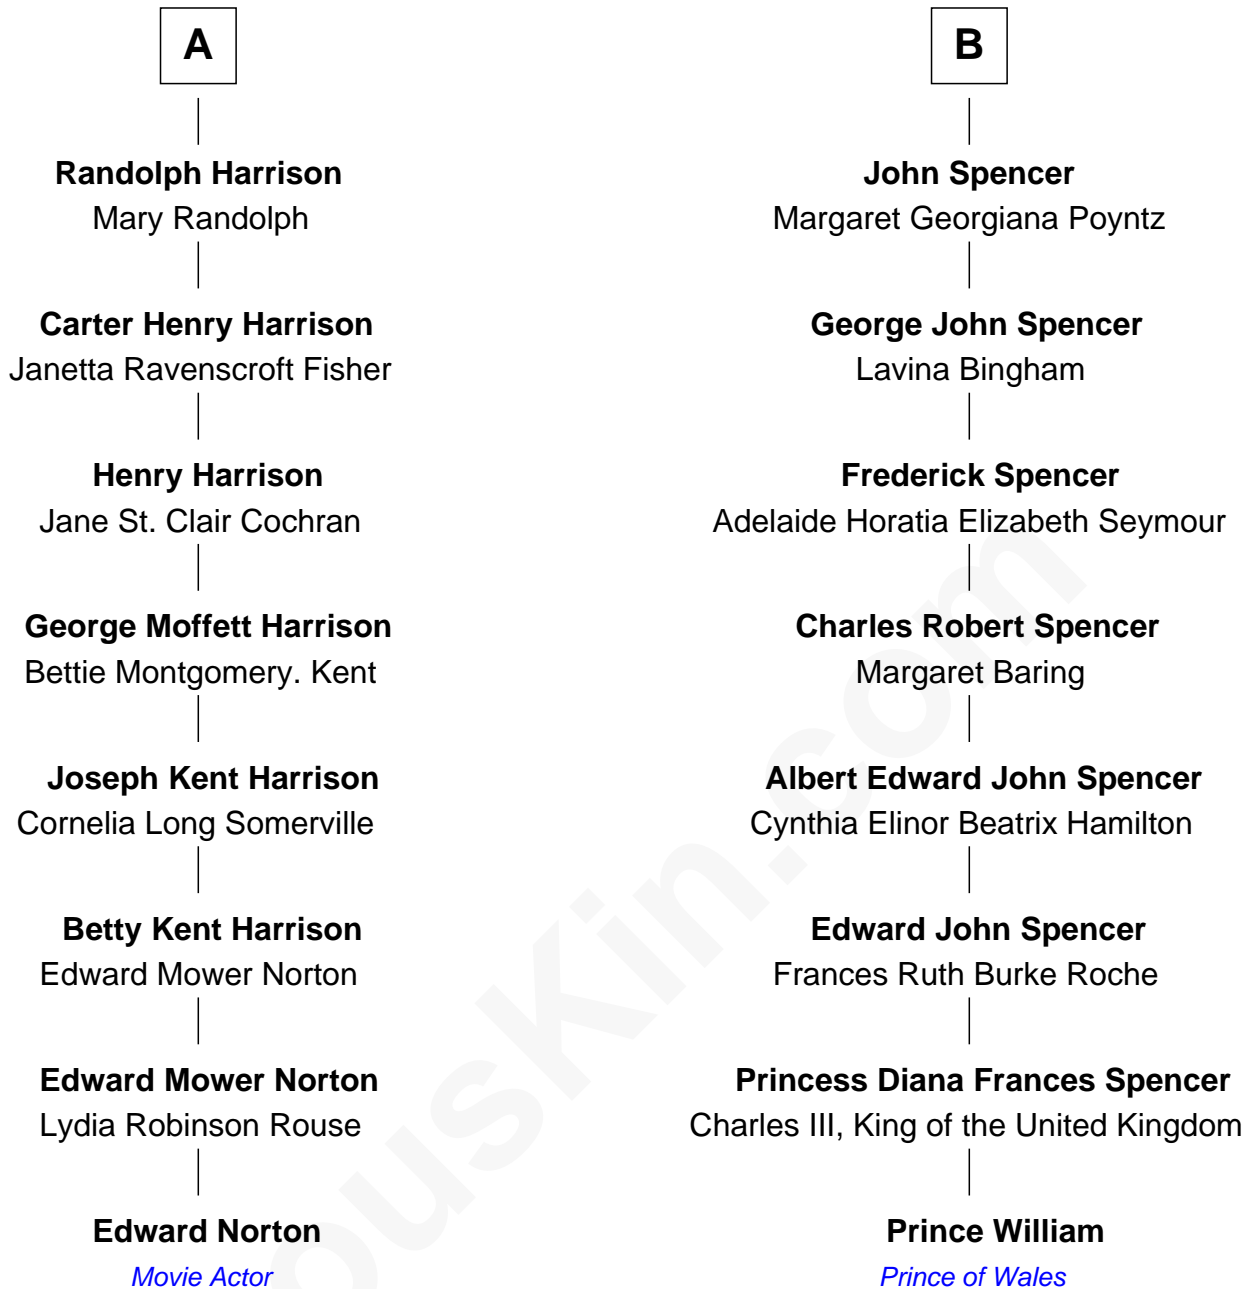 A
Randolph Harrison
Mary Randolph
Carter Henry Harrison
Janetta Ravenscroft Fisher
Henry Harrison
Jane St. Clair Cochran
George Moffett Harrison
Bettie Montgomery. Kent
Joseph Kent Harrison
Cornelia Long Somerville
Betty Kent Harrison
Edward Mower Norton
Edward Mower Norton
Lydia Robinson Rouse
Edward Norton
Movie Actor
B
John Spencer
Margaret Georgiana Poyntz
George John Spencer
Lavina Bingham
Frederick Spencer
Adelaide Horatia Elizabeth Seymour
Charles Robert Spencer
Margaret Baring
Albert Edward John Spencer
Cynthia Elinor Beatrix Hamilton
Edward John Spencer
Frances Ruth Burke Roche
Princess Diana Frances Spencer
Charles III, King of the United Kingdom
Prince William
Prince of Wales
ousKin.com